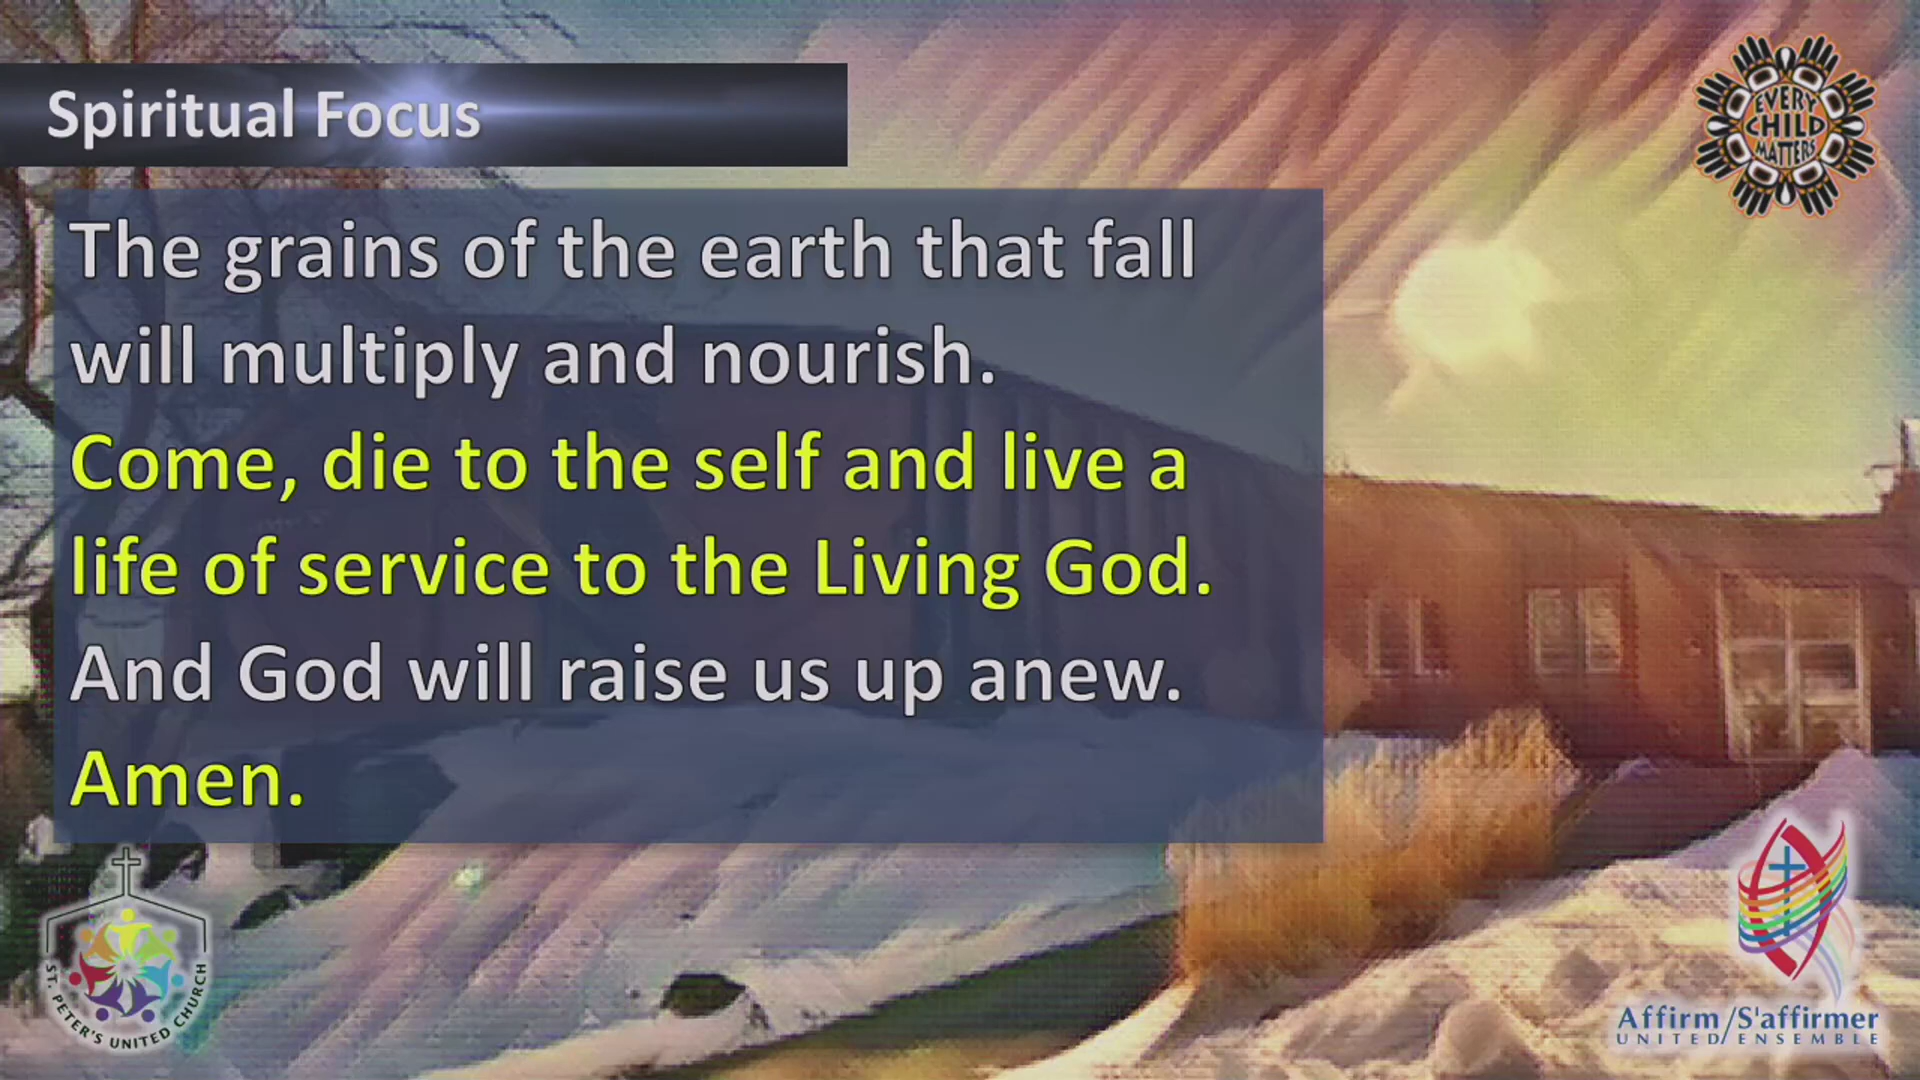 Spiritual Focus
EVERY
CHILD
MATTERS
The grains of the earth that fall
will multiply and nourish.
Come, die to the self and live a
life of service to the Living God.
And God will raise us up anew.
Amen.
ST. PETER'S UNITED CHURCH
Affirm/S'affirmer
UNITED/ENSEMBLE